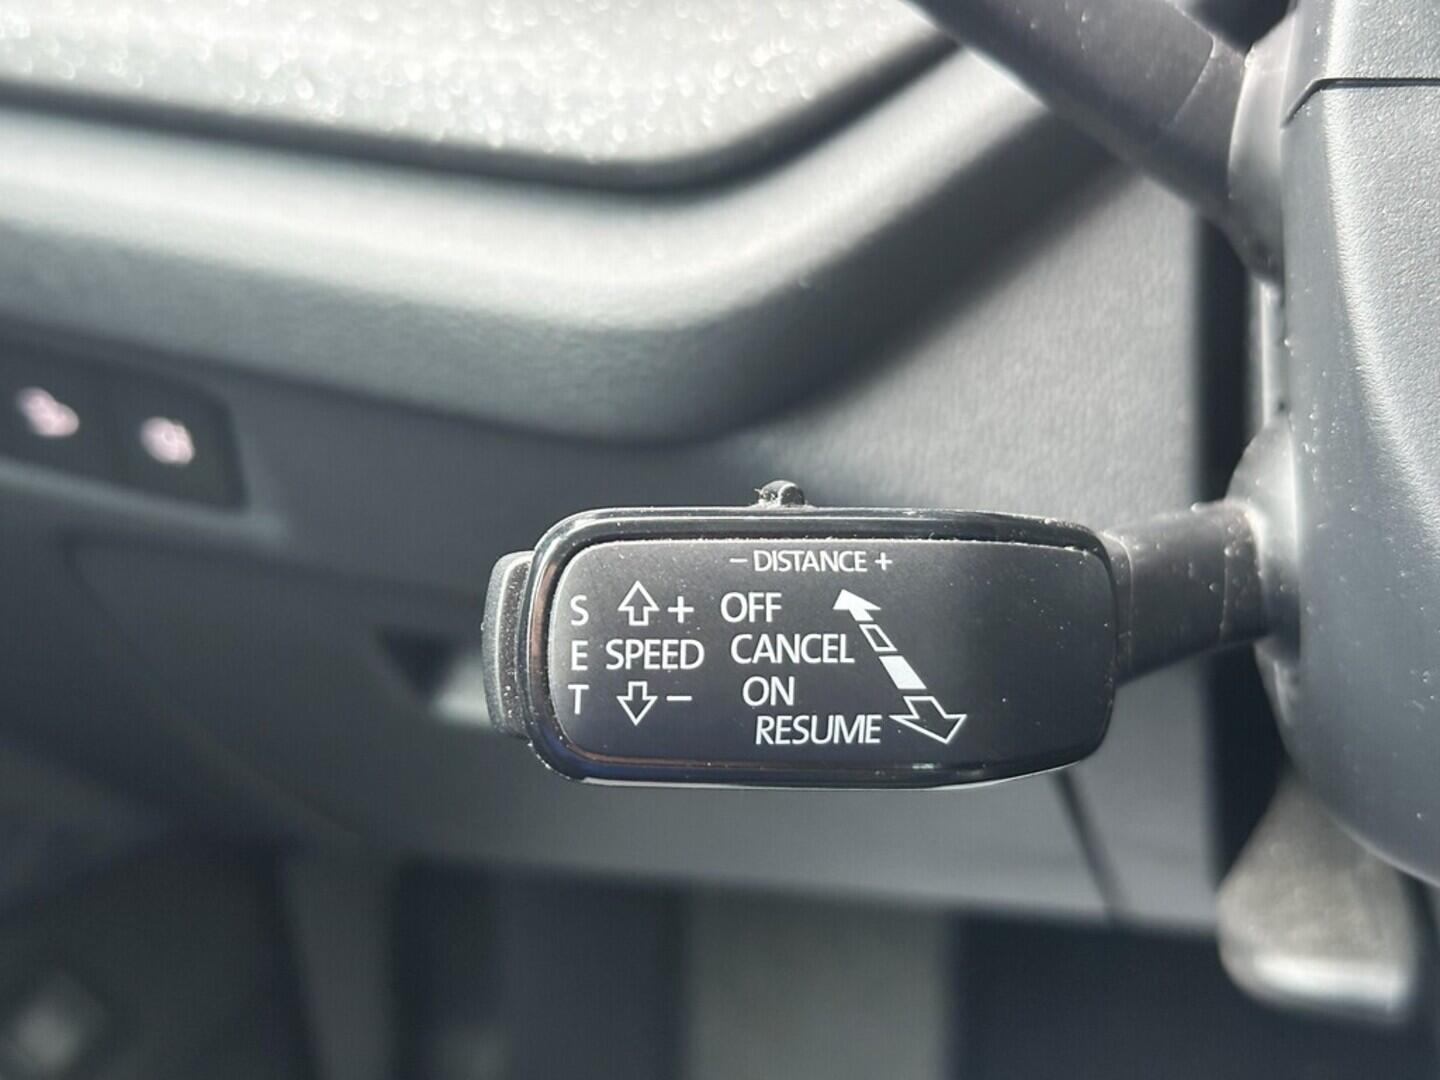 – DISTANCE +
S
E
T
+
SPEED
–
OFF
CANCEL
ON
RESUME